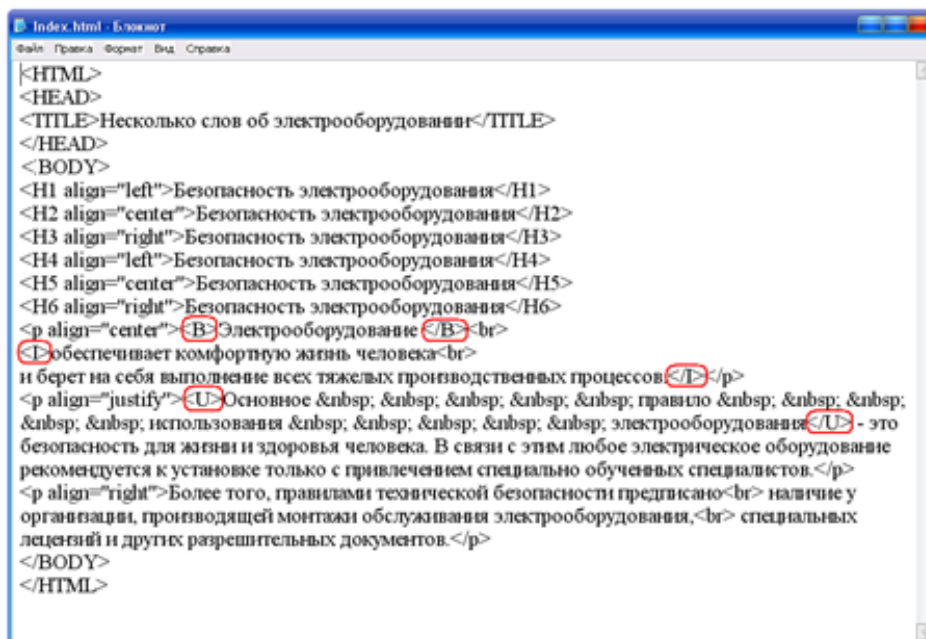 Index.html - Блокнот
Файл Правка Формат Вид Справка
<HTML>
<HEAD>
<TITLE>Несколько слов об электрооборудовании</TITLE>
</HEAD>
<BODY>
<H1 align="left">Безопасность электрооборудования</H1>
<H2 align="center">Безопасность электрооборудования</H2>
<H3 align="right">Безопасность электрооборудования</H3>
<H4 align="left">Безопасность электрооборудования</H4>
<H5 align="center">Безопасность электрооборудования</H5>
<H6 align="right">Безопасность электрооборудования</H6>
<p align="center"><B>Электрооборудование </B><br>
<I>обеспечивает комфортную жизнь человека<br>
и берет на себя выполнение всех тяжелых производственных процессов.</I></p>
<p align="justify"><U>Основное &nbsp; &nbsp; &nbsp; &nbsp; &nbsp; правило &nbsp; &nbsp; &nbsp;
&nbsp; &nbsp; использования &nbsp; &nbsp; &nbsp; &nbsp; &nbsp; электрооборудования</U> - это
безопасность для жизни и здоровья человека. В связи с этим любое электрическое оборудование
рекомендуется к установке только с привлечением специально обученных специалистов.</p>
<p align="right">Более того, правилами технической безопасности предписано<br> наличие у
организации, производящей монтажи обслуживания электрооборудования,<br> специальных
лецензий и других разрешительных документов.</p>
</BODY>
</HTML>